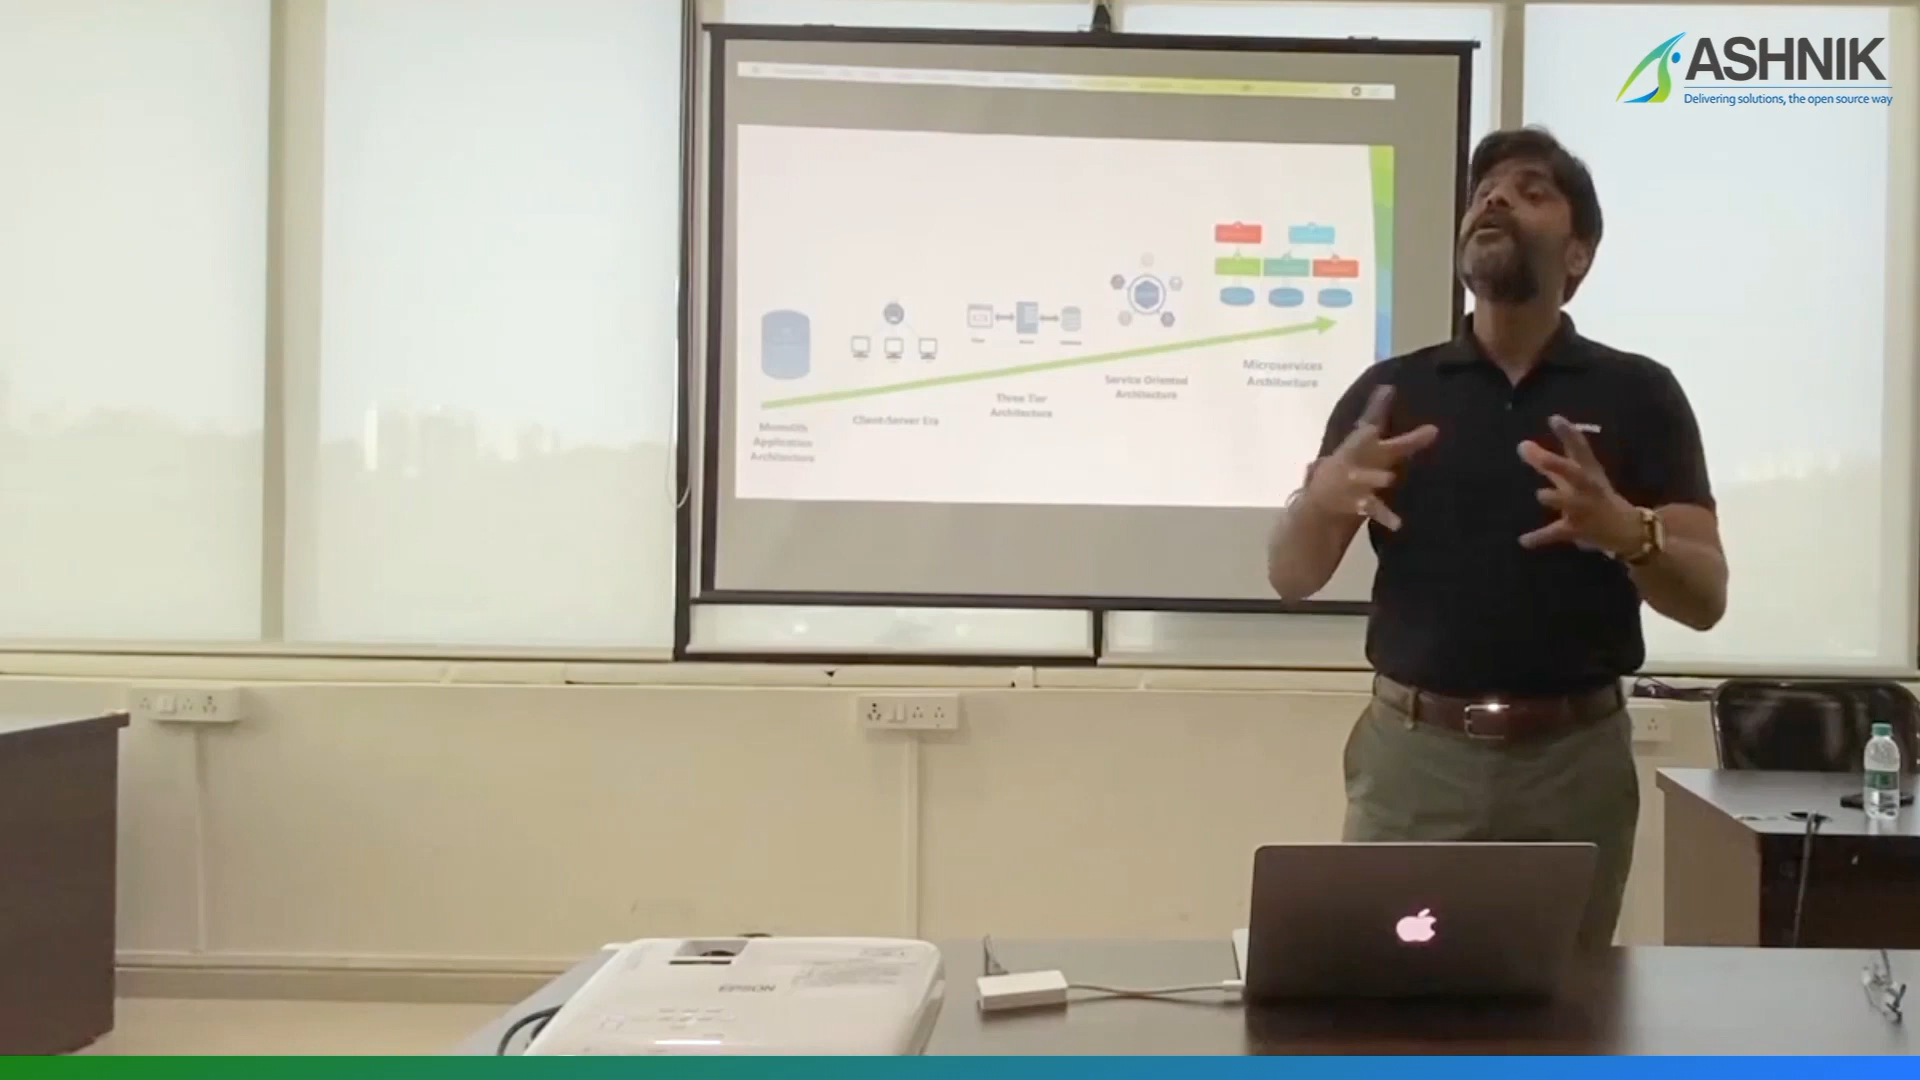 ASHNIK
Delivering solutions, the open source way
Monolith
Application
Architecture
Client-Server Era
Three Tier
Architecture
Service Oriented
Architecture
Microservices
Architecture
EPSON